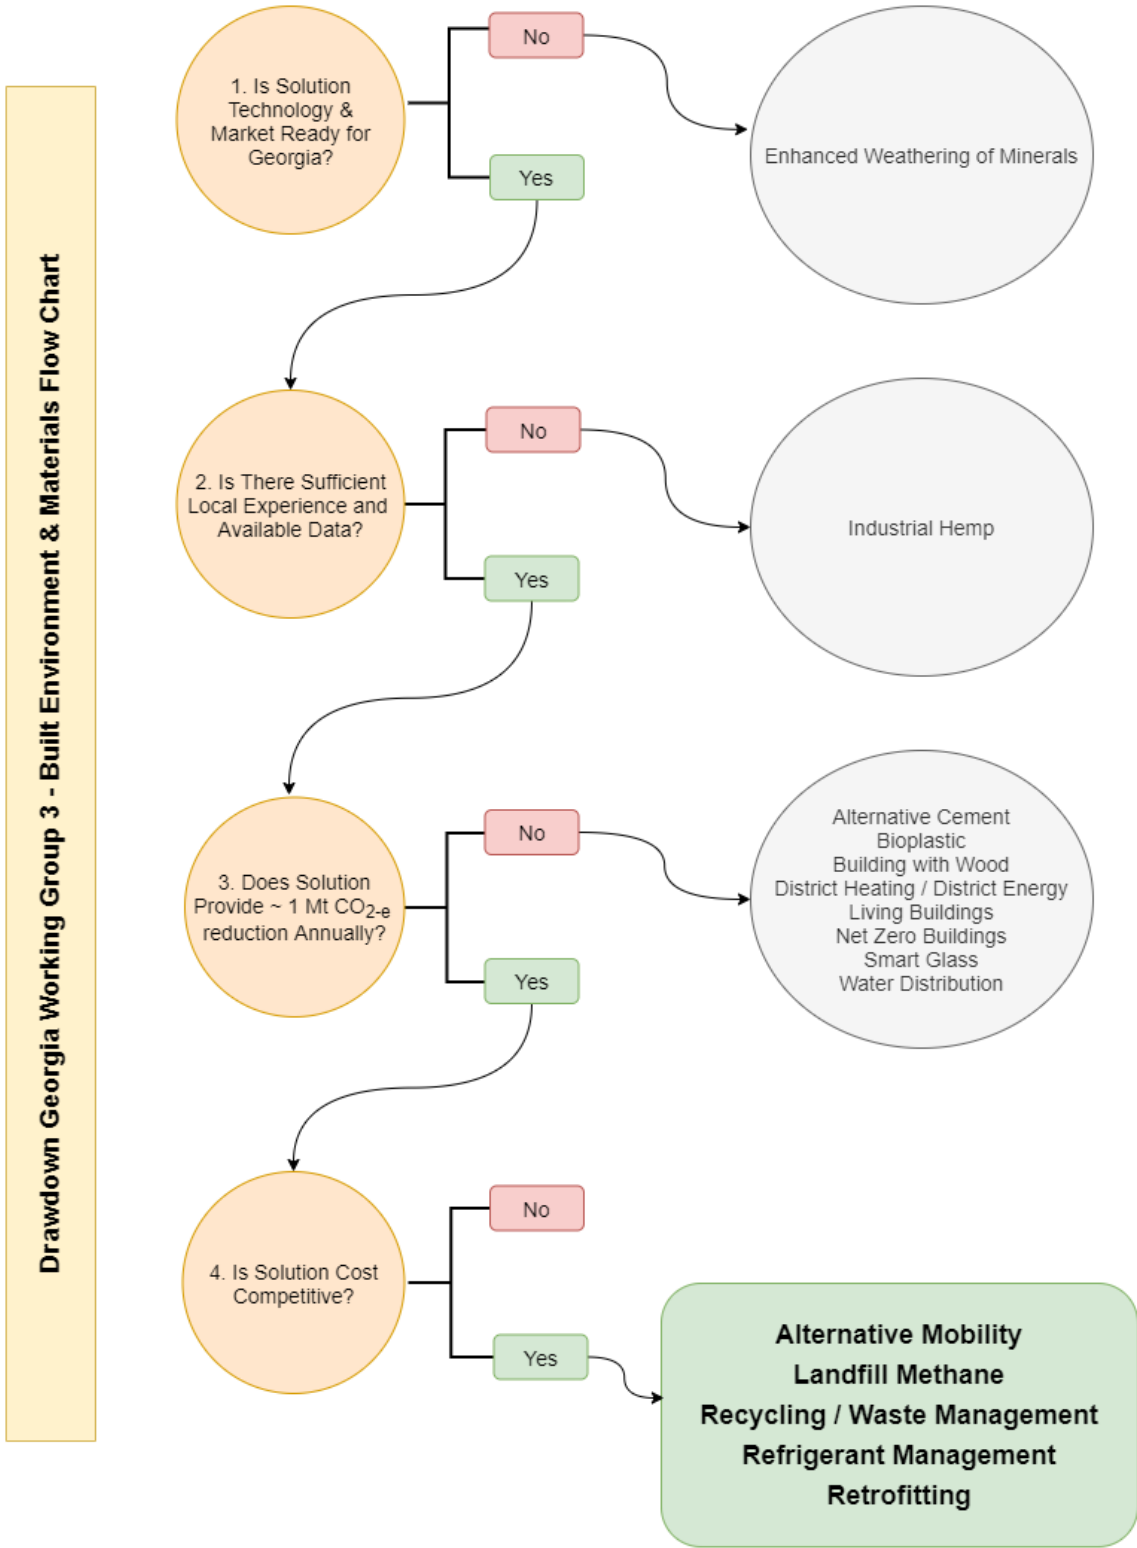 Drawdown Georgia Working Group 3 - Built Environment & Materials Flow Chart
1. Is Solution
Technology &
Market Ready for
Georgia?
No
Yes
Enhanced Weathering of Minerals
2. Is There Sufficient
Local Experience and
Available Data?
No
Yes
Industrial Hemp
3. Does Solution
Provide ~ 1 Mt CO2-e
reduction Annually?
No
Yes
Alternative Cement
Bioplastic
Building with Wood
District Heating / District Energy
Living Buildings
Net Zero Buildings
Smart Glass
Water Distribution
4. Is Solution Cost
Competitive?
No
Yes
Alternative Mobility
Landfill Methane
Recycling / Waste Management
Refrigerant Management
Retrofitting